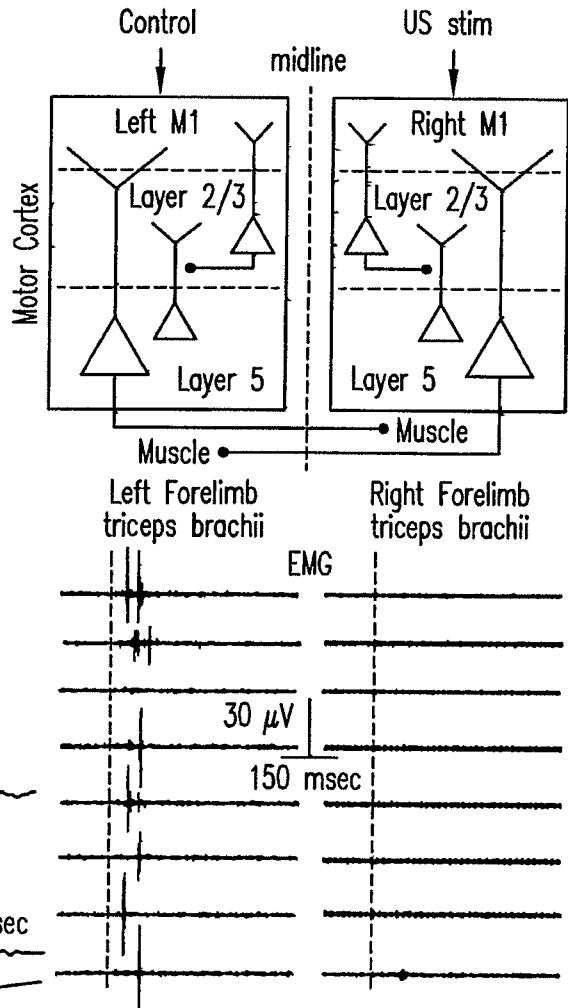 Control
US stim
midline
Left M1
Right M1
Layer 2/3
Layer 2/3
Motor Cortex
Layer 5
Layer 5
Muscle
Muscle
Left Forelimb
triceps brachii
Right Forelimb
triceps brachii
EMG
30 μV
150 msec